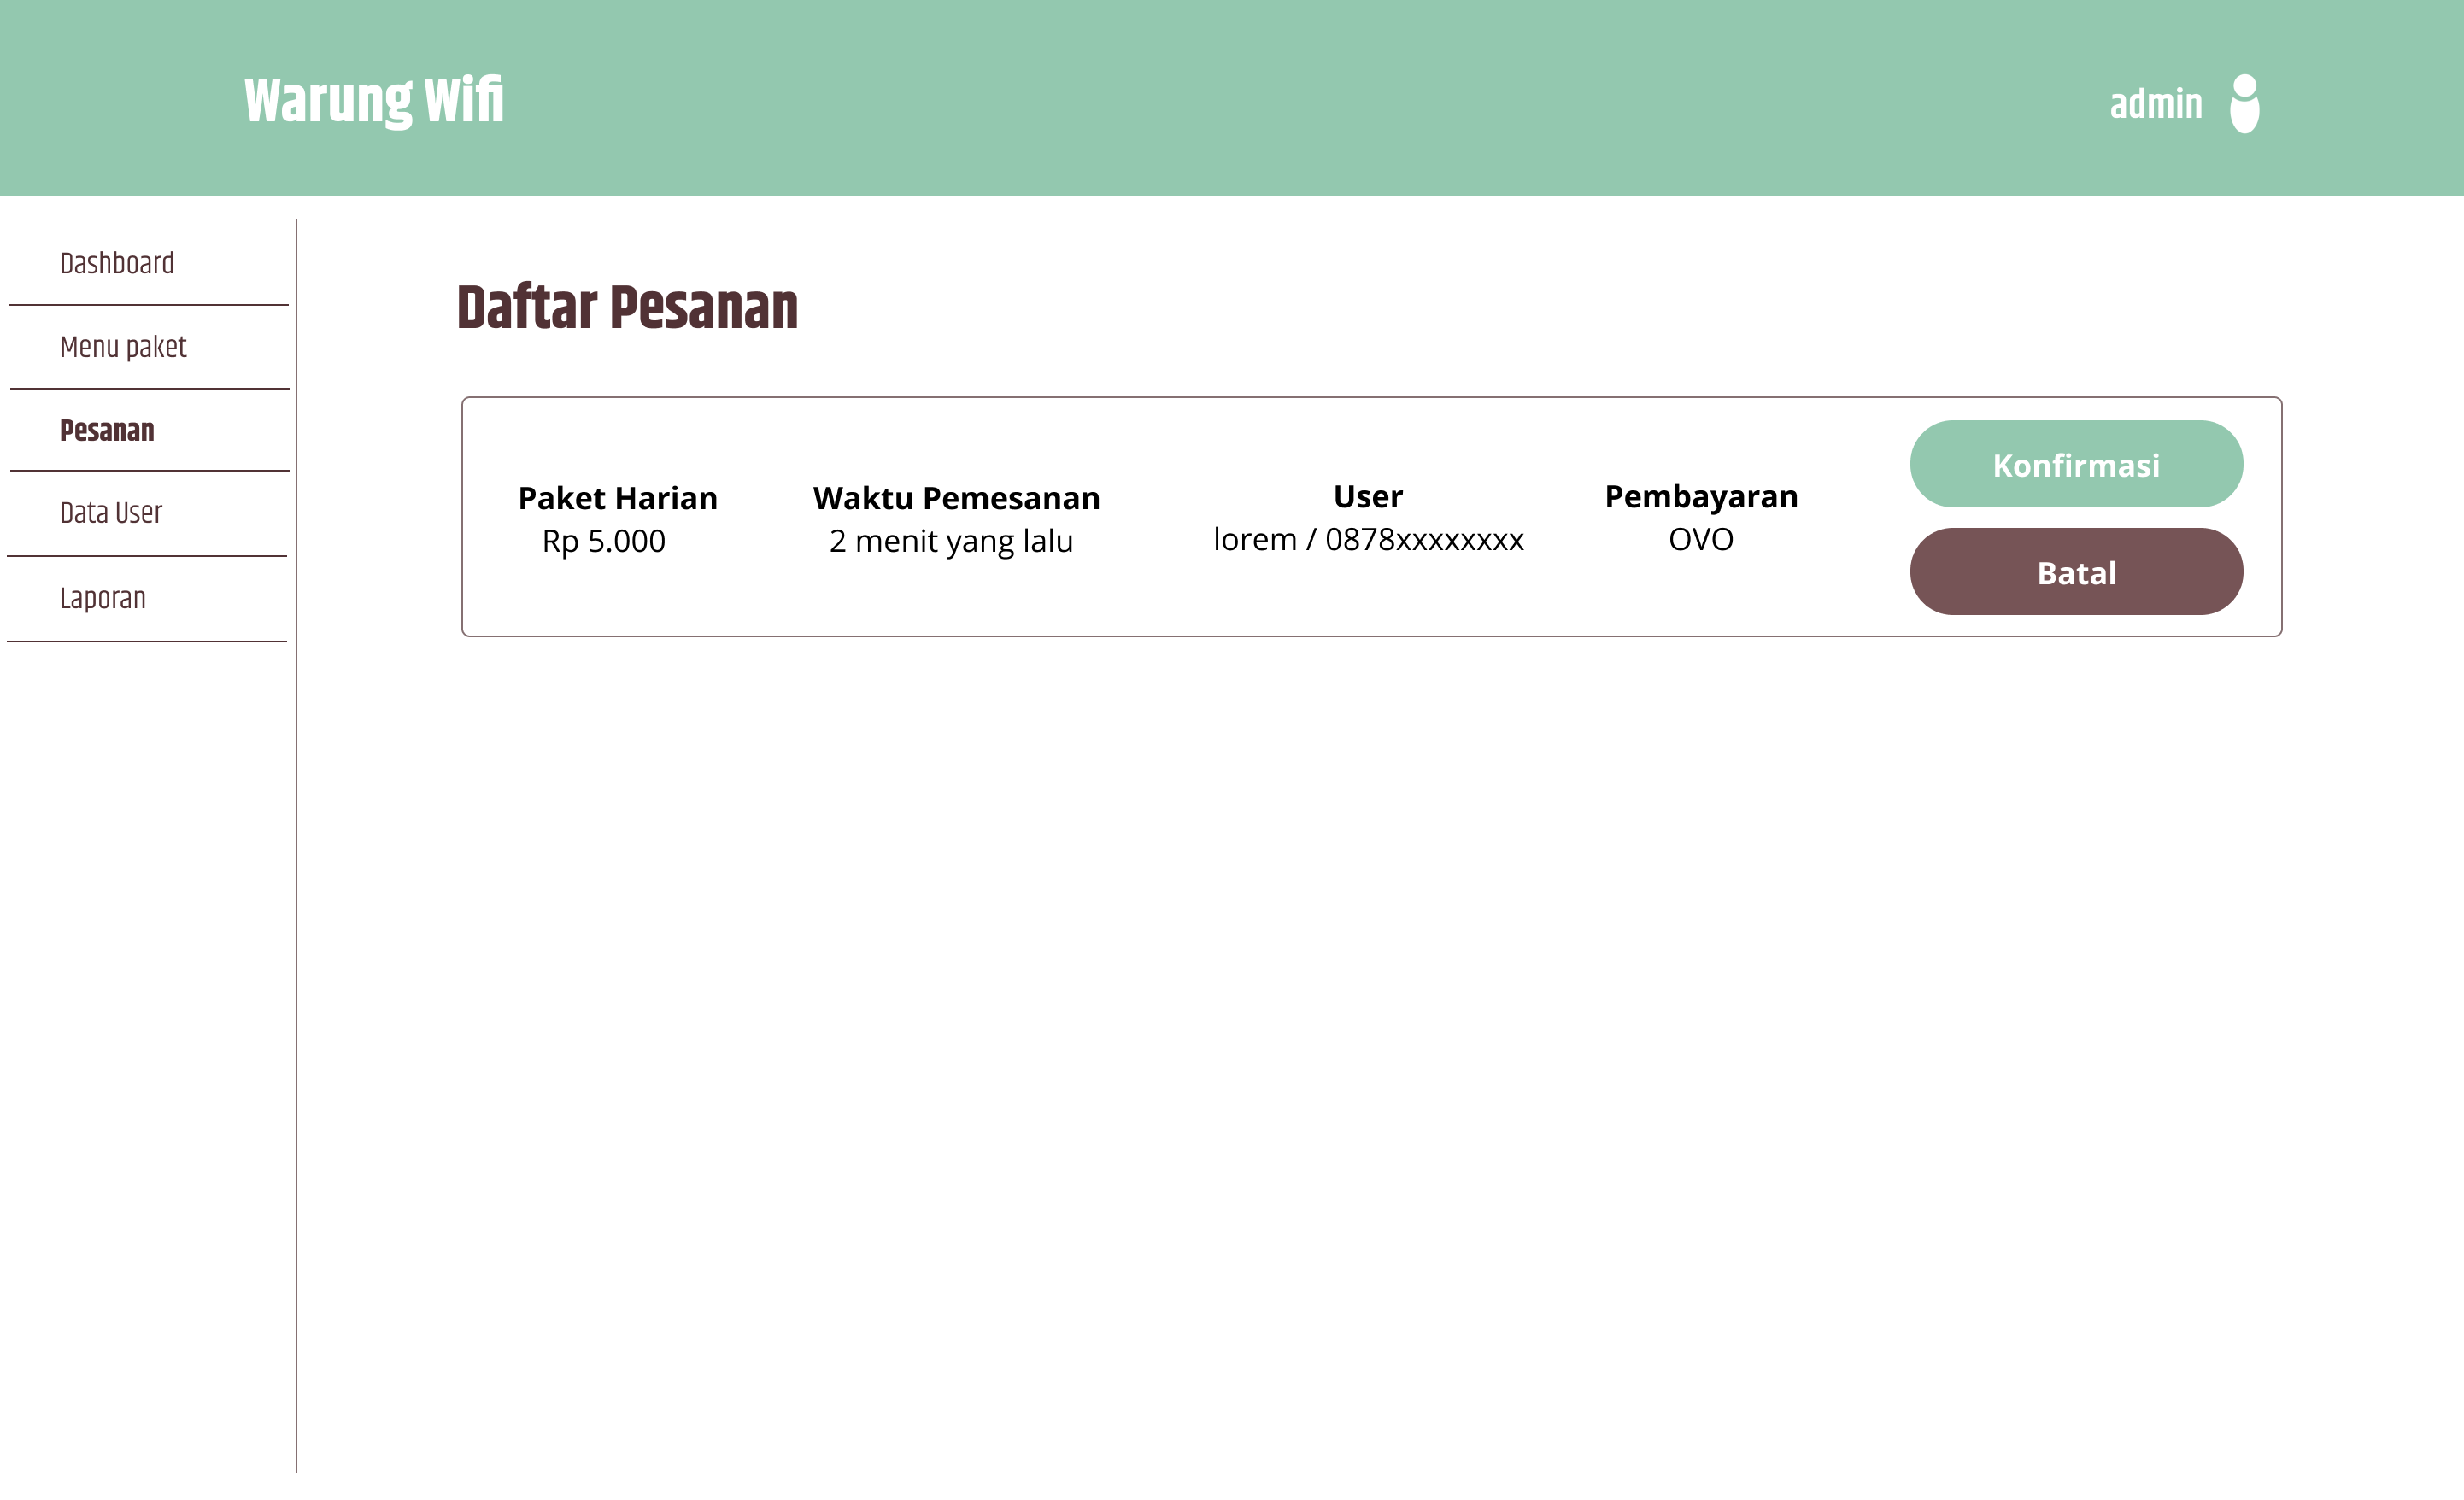 Warung Wifi
admin
Dashboard
Menu paket
Pesanan
Data User
Laporan
Daftar Pesanan
Paket Harian
Rp 5.000
Waktu Pemesanan
2 menit yang lalu
User
lorem / 0878xxxxxxxx
Pembayaran
OVO
Konfirmasi
Batal